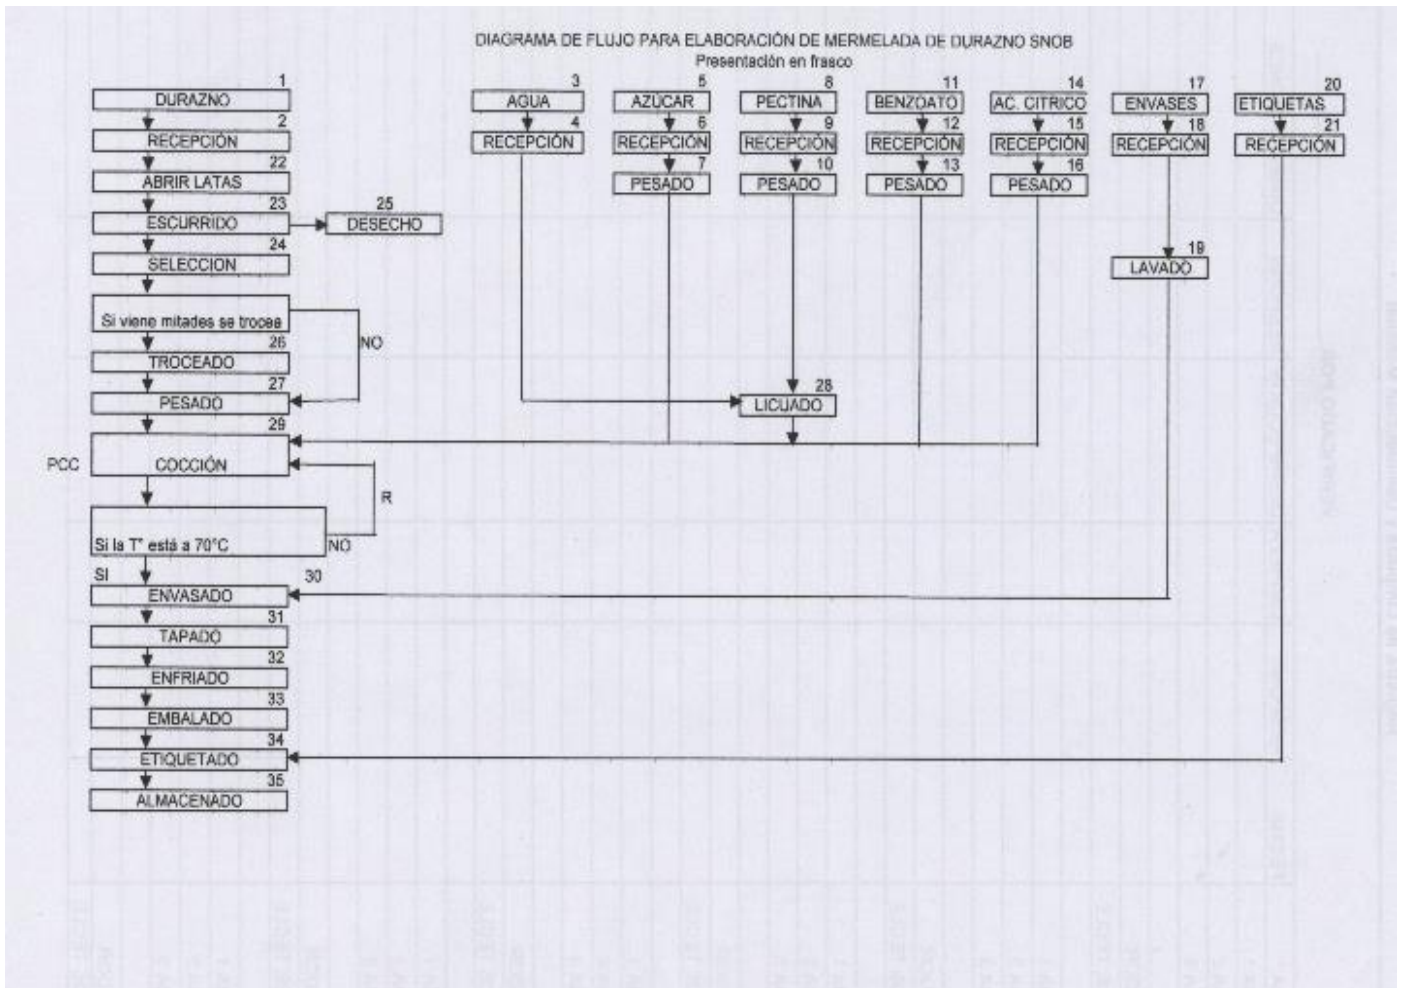 DIAGRAMA DE FLUJO PARA ELABORACIÓN DE MERMELADA DE DURAZNO SNOB
Presentación en frasco
1 3 5 8 11 14 17 20
DURAZNO AGUA AZÚCAR PECTINA BENZOATO AC. CITRICO ENVASES ETIQUETAS
2 4 6 9 12 15 18 21
RECEPCIÓN RECEPCIÓN RECEPCIÓN RECEPCIÓN RECEPCIÓN RECEPCIÓN RECEPCIÓN RECEPCIÓN
22 7 10 13 16
ABRIR LATAS PESADO PESADO PESADO PESADO
23 25
ESCURRIDO DESECHO
24 19
SELECCION LAVADO
Si viene mitades se trocea
26 NO
TROCEADO
27 28
PESADO LICUADO
29
PCC COCCIÓN
R
Si la T° está a 70°C NO
SI 30
ENVASADO
31
TAPADO
32
ENFRIADO
33
EMBALADO
34
ETIQUETADO
35
ALMACENADO